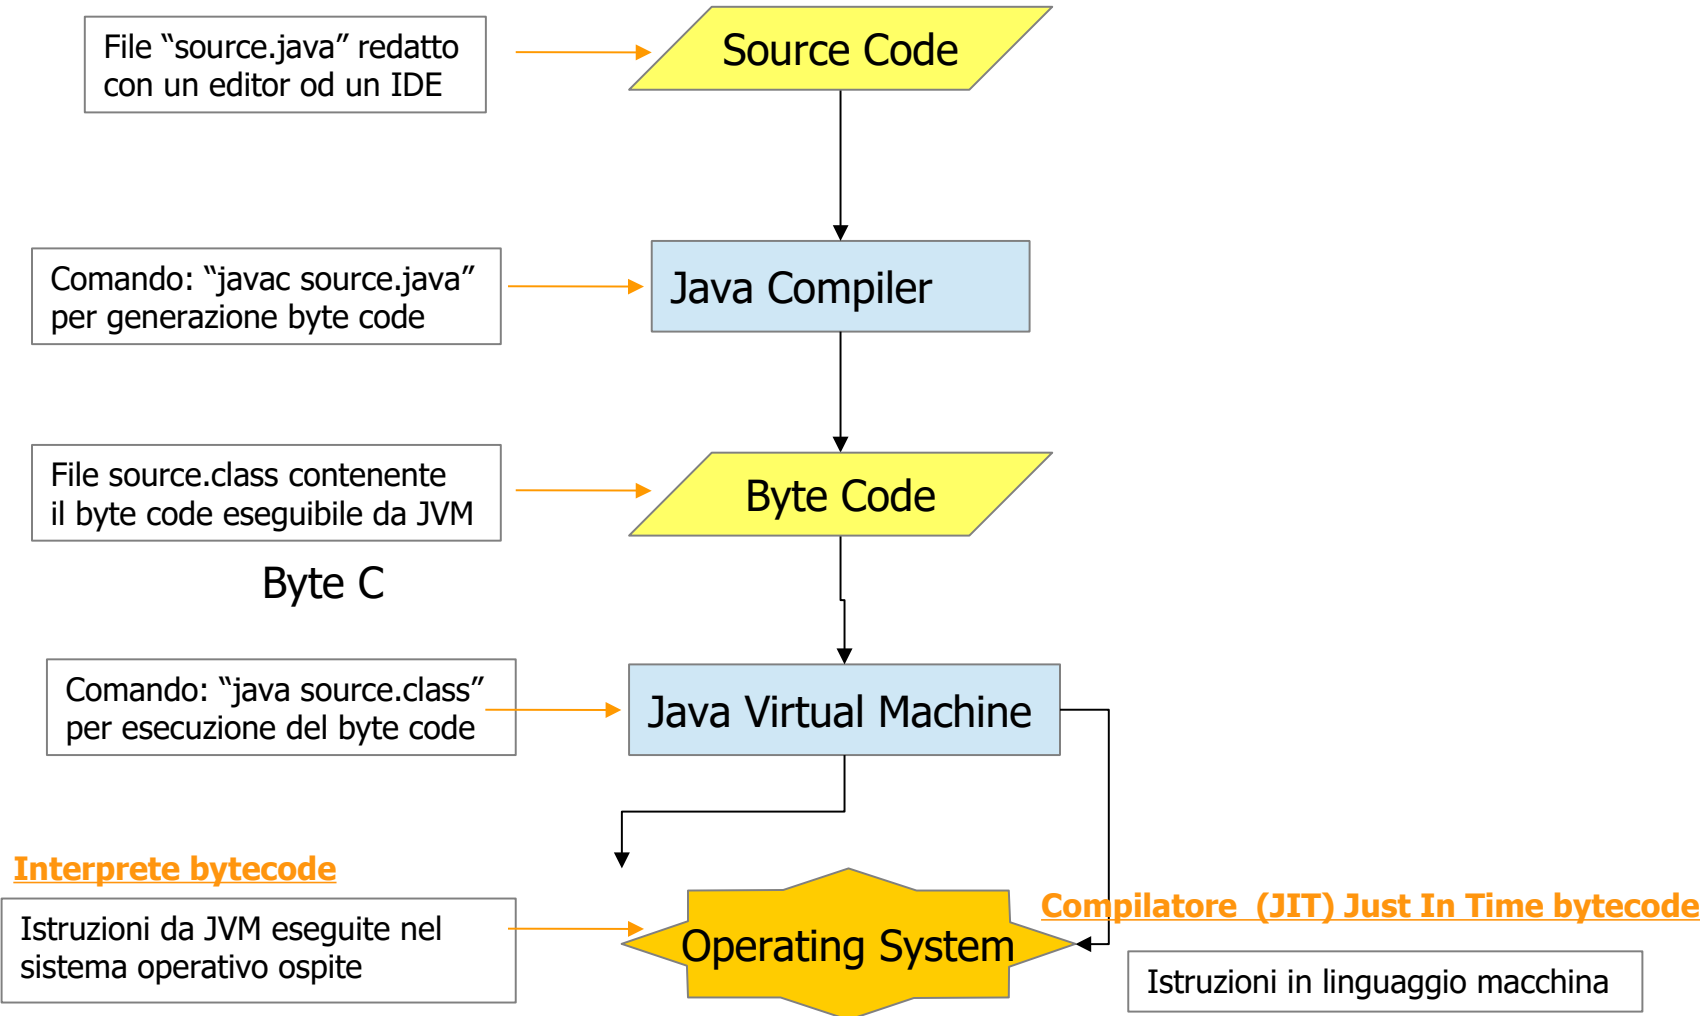 File “source.java” redatto
con un editor od un IDE
Source Code
Comando: “javac source.java”
per generazione byte code
Java Compiler
File source.class contenente
il byte code eseguibile da JVM
Byte Code
Byte C
Comando: “java source.class”
per esecuzione del byte code
Java Virtual Machine
Interprete bytecode
Istruzioni da JVM eseguite nel
sistema operativo ospite
Operating System
Compilatore (JIT) Just In Time bytecode
Istruzioni in linguaggio macchina